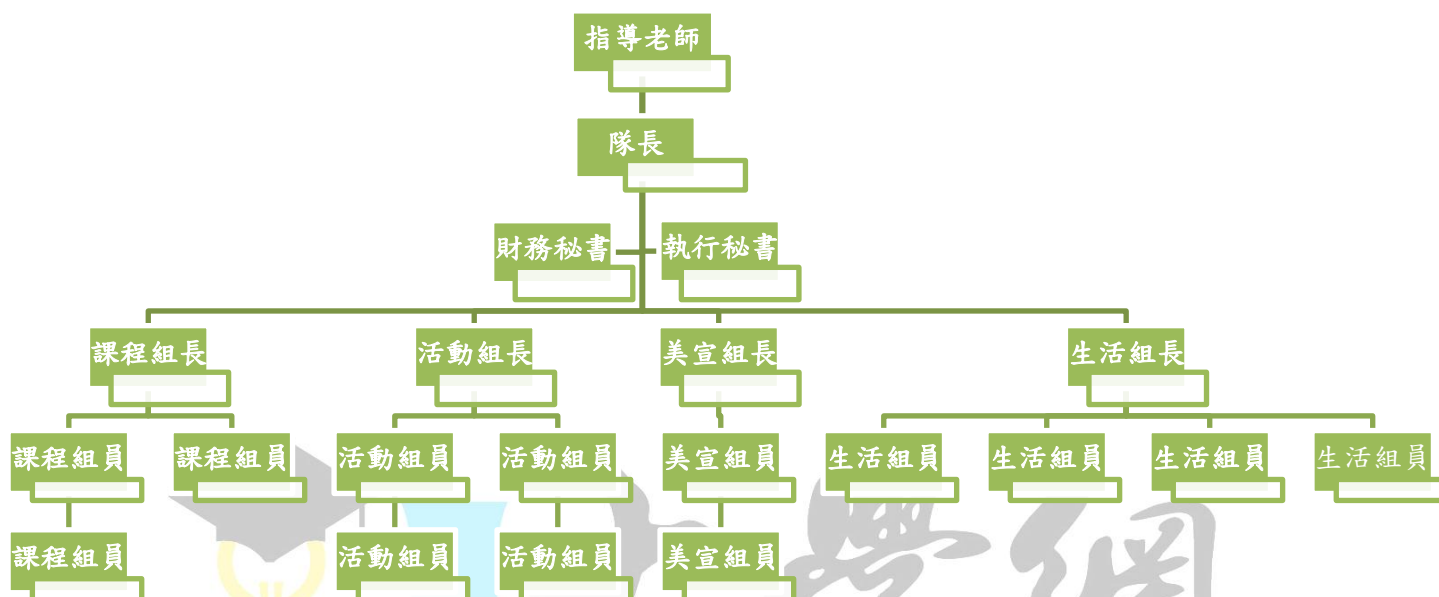 指導老師
隊長
財務秘書 執行秘書
課程組長 活動組長 美宣組長 生活組長
課程組員 課程組員 活動組員 活動組員 美宣組員 生活組員 生活組員 生活組員 生活組員
課程組員 活動組員 活動組員 美宣組員